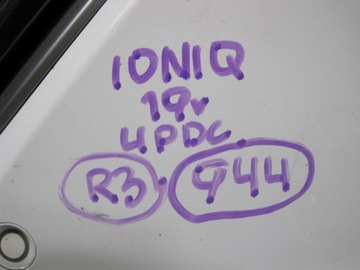 IONIQ
19v
4PDC
R3. 944